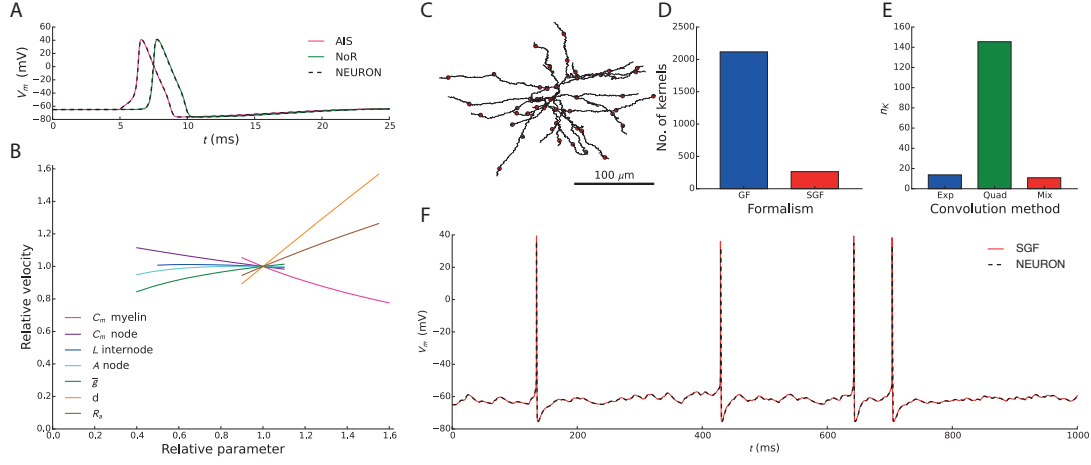 A
60
40
20
0
−20
−40
−60
−80
V_m (mV)
0
5
10
15
20
25
t (ms)
AIS
NoR
NEURON
B
1.6
1.4
1.2
1.0
0.8
0.6
0.4
0.2
0.0
Relative velocity
C_m myelin
C_m node
L internode
A node
g̅
d
R_a
0.0
0.2
0.4
0.6
0.8
1.0
1.2
1.4
1.6
Relative parameter
C
100 μm
D
2500
2000
1500
1000
500
0
No. of kernels
GF
SGF
Formalism
E
160
140
120
100
80
60
40
20
0
n_K
Exp
Quad
Mix
Convolution method
F
40
20
0
−20
−40
−60
−80
V_m (mV)
SGF
NEURON
0
200
400
600
800
1000
t (ms)